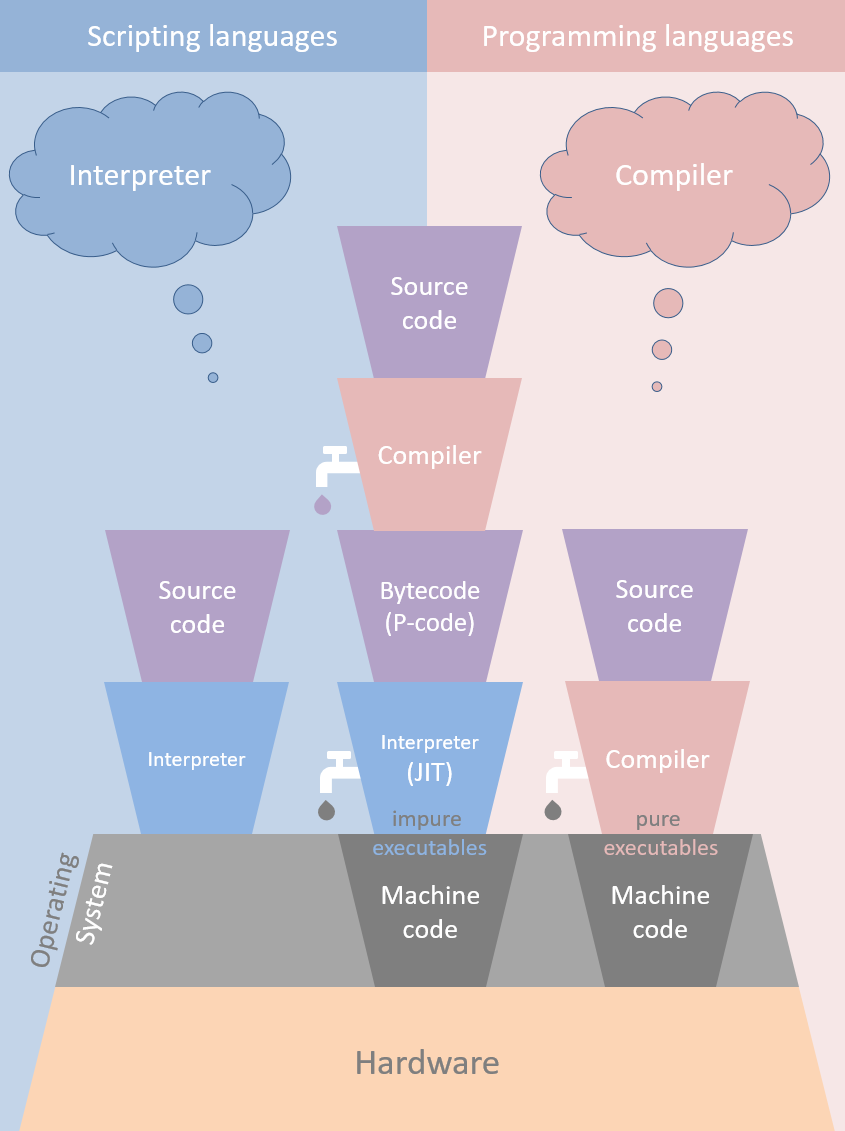 Scripting languages
Programming languages
Interpreter
Compiler
Source
code
Compiler
Source
code
Bytecode
(P-code)
Source
code
Interpreter
Interpreter
(JIT)
Compiler
impure
executables
pure
executables
Operating
System
Machine
code
Machine
code
Hardware